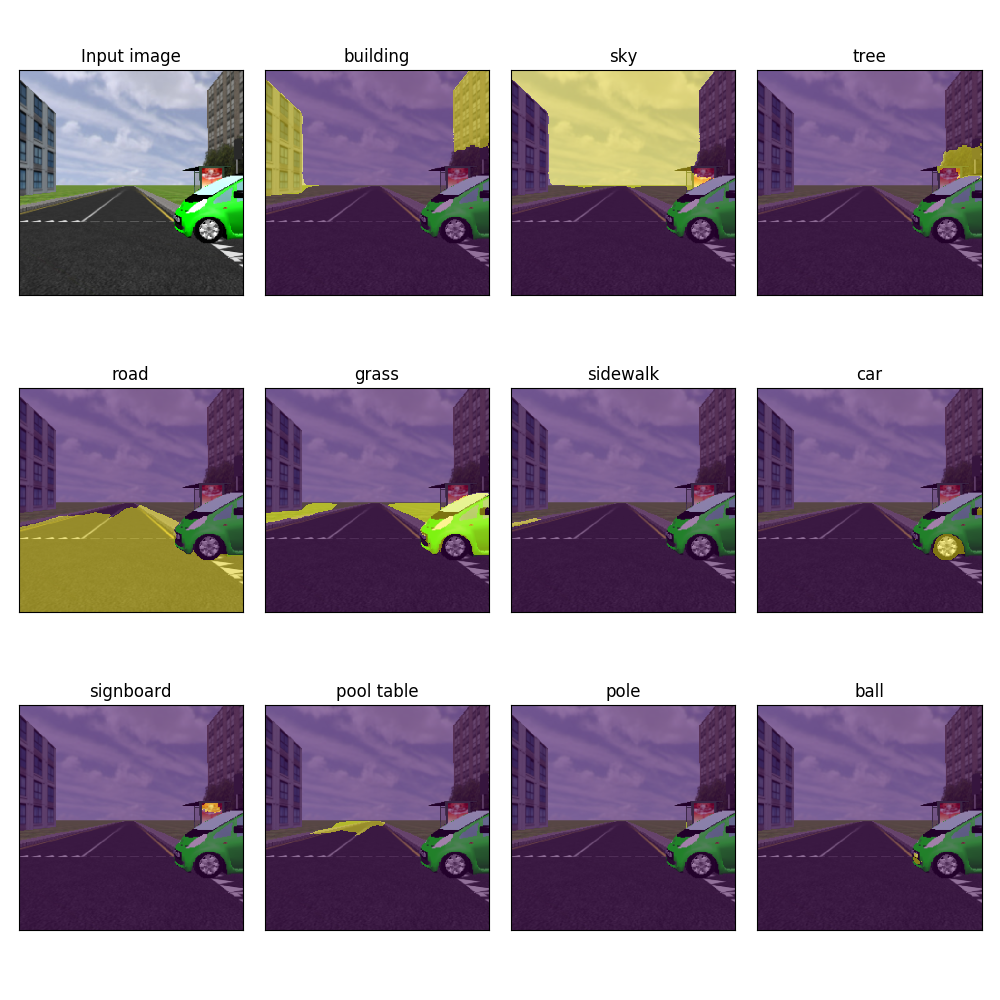 Input image
building
sky
tree
road
grass
sidewalk
car
signboard
pool table
pole
ball